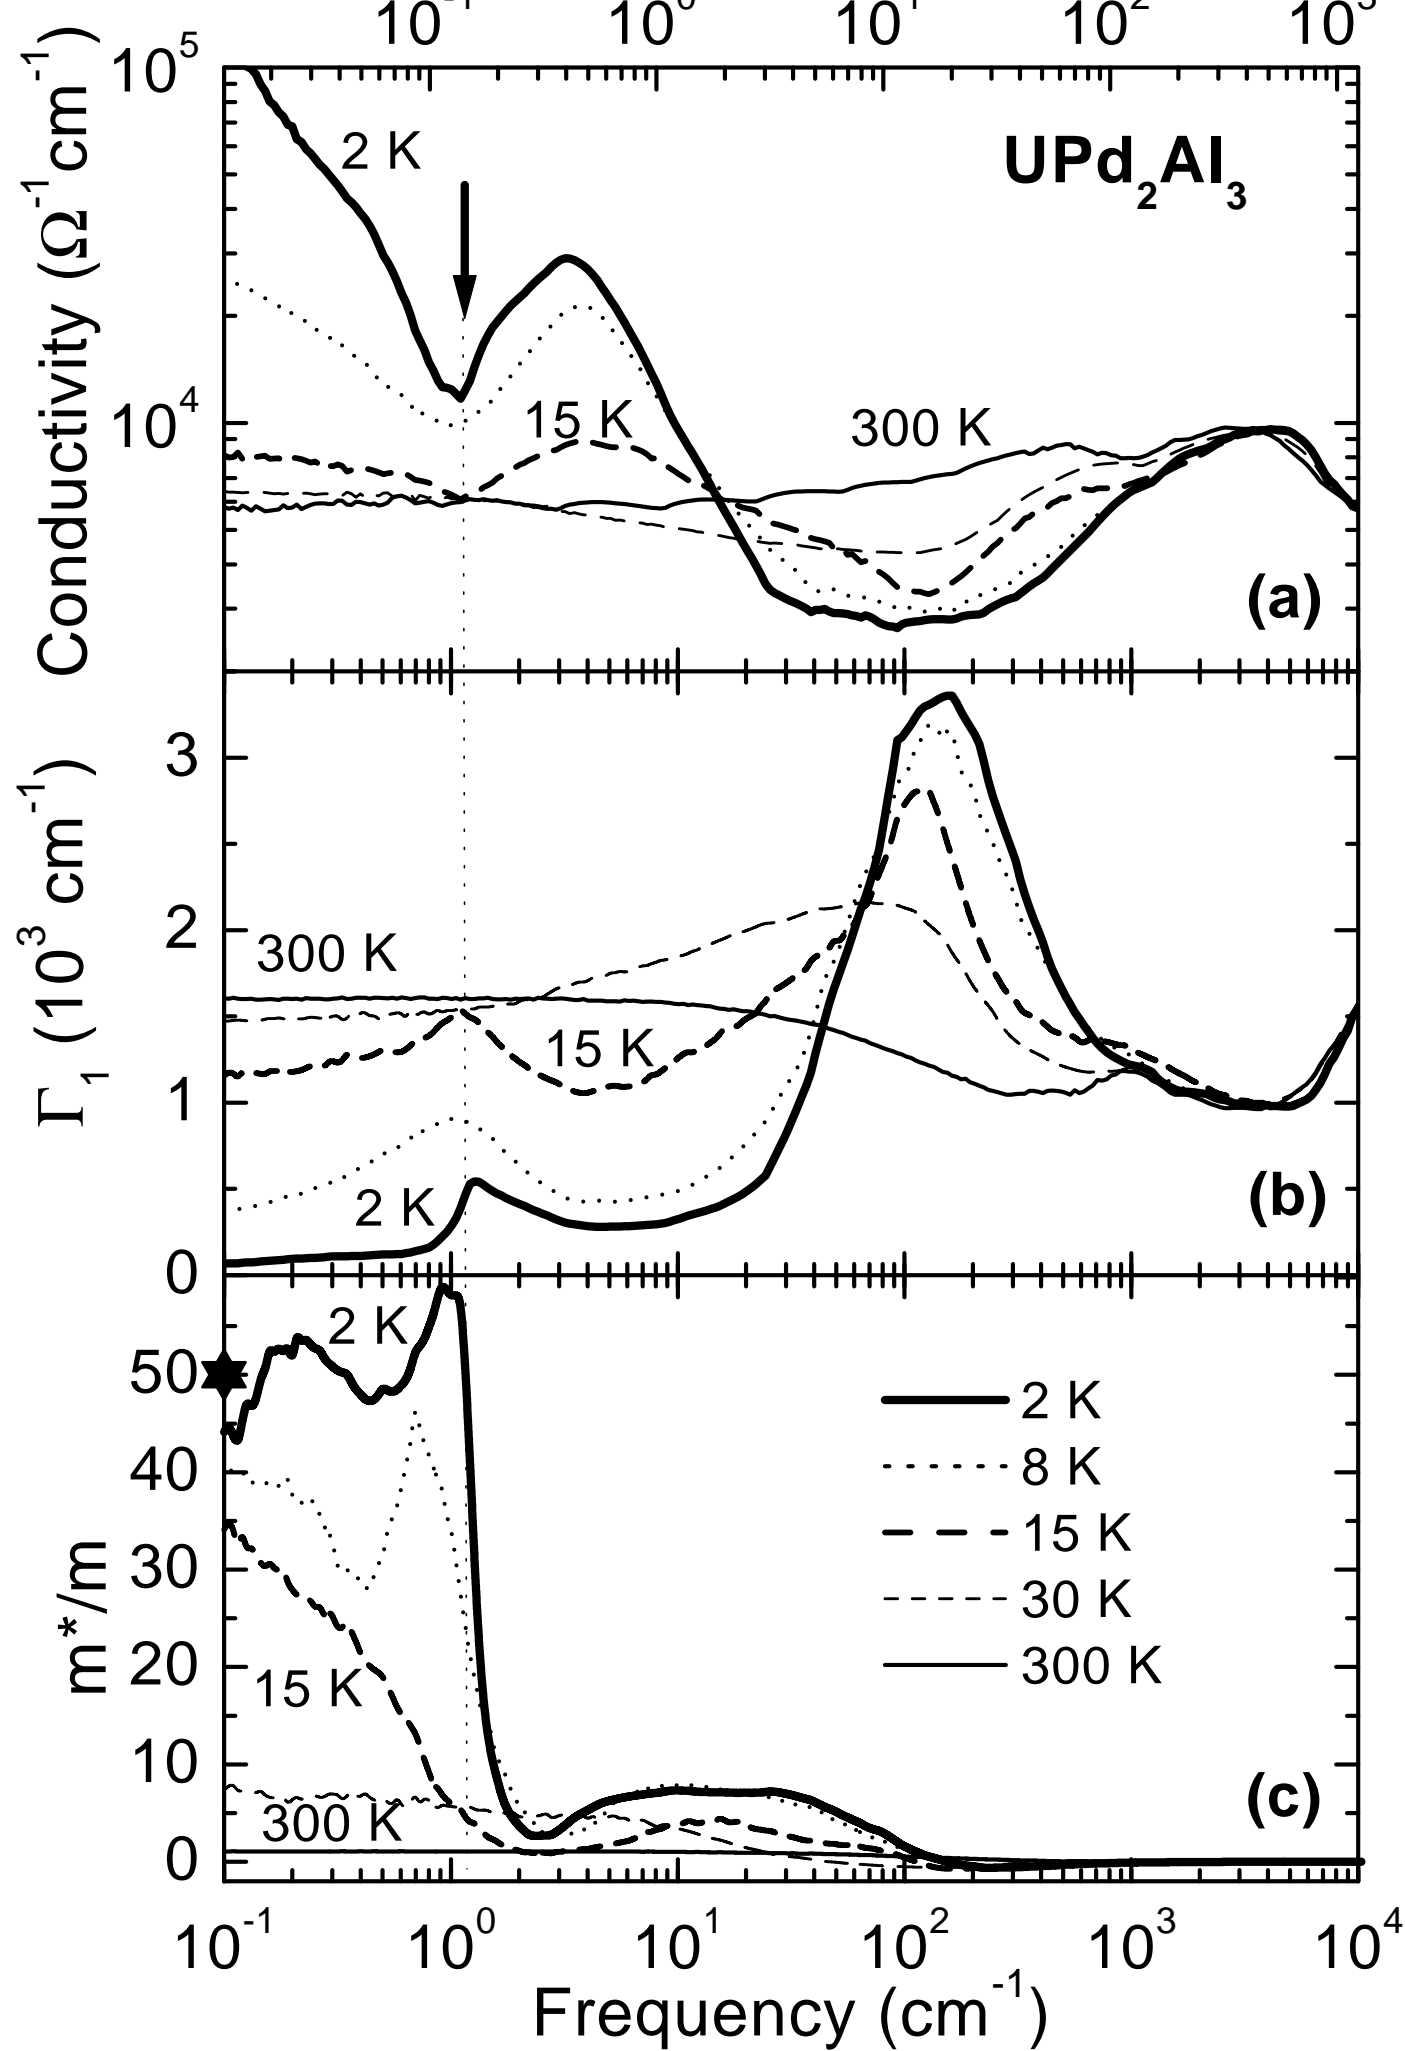 10⁻¹ 10⁰ 10¹ 10² 10³
10⁵
2 K
UPd₂Al₃
Conductivity (Ω⁻¹cm⁻¹)
10⁴
15 K
300 K
(a)
3
2
1
0
Γ₁ (10³ cm⁻¹)
300 K
15 K
2 K
(b)
2 K
50
40
30
20
10
0
m*/m
15 K
300 K
2 K
8 K
15 K
30 K
300 K
(c)
10⁻¹ 10⁰ 10¹ 10² 10³ 10⁴
Frequency (cm⁻¹)